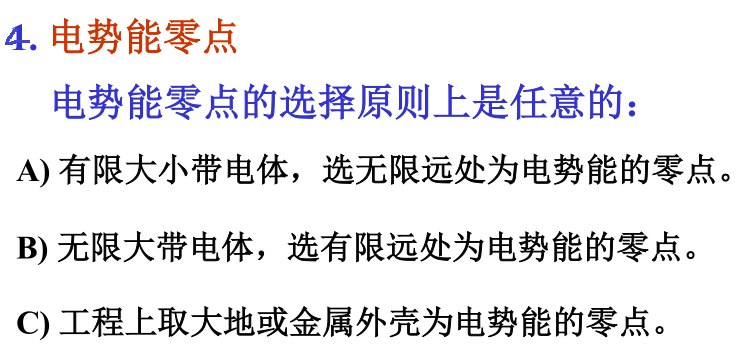 4. 电势能零点
电势能零点的选择原则上是任意的：
A) 有限大小带电体，选无限远处为电势能的零点。
B) 无限大带电体，选有限远处为电势能的零点。
C) 工程上取大地或金属外壳为电势能的零点。